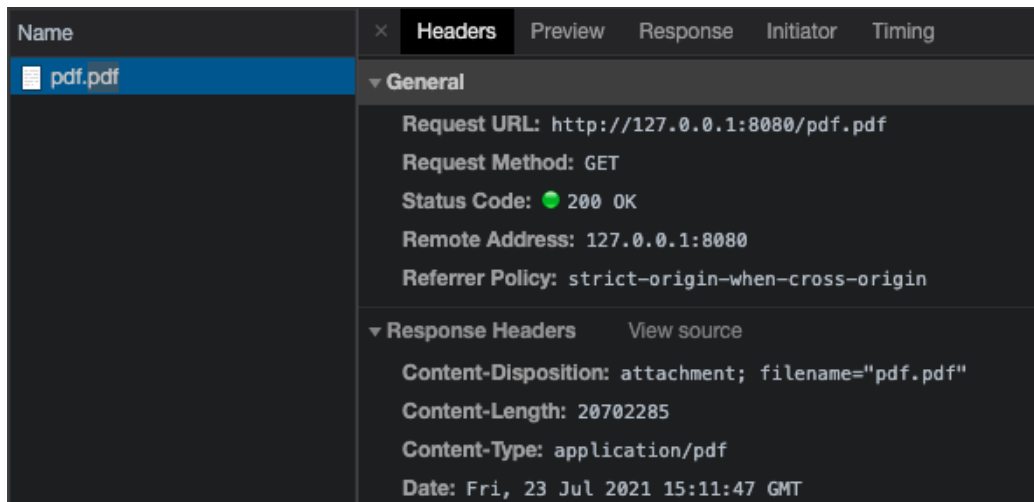 Name
pdf.pdf
× Headers Preview Response Initiator Timing
General
Request URL: http://127.0.0.1:8080/pdf.pdf
Request Method: GET
Status Code: 200 OK
Remote Address: 127.0.0.1:8080
Referrer Policy: strict-origin-when-cross-origin
Response Headers View source
Content-Disposition: attachment; filename="pdf.pdf"
Content-Length: 20702285
Content-Type: application/pdf
Date: Fri, 23 Jul 2021 15:11:47 GMT